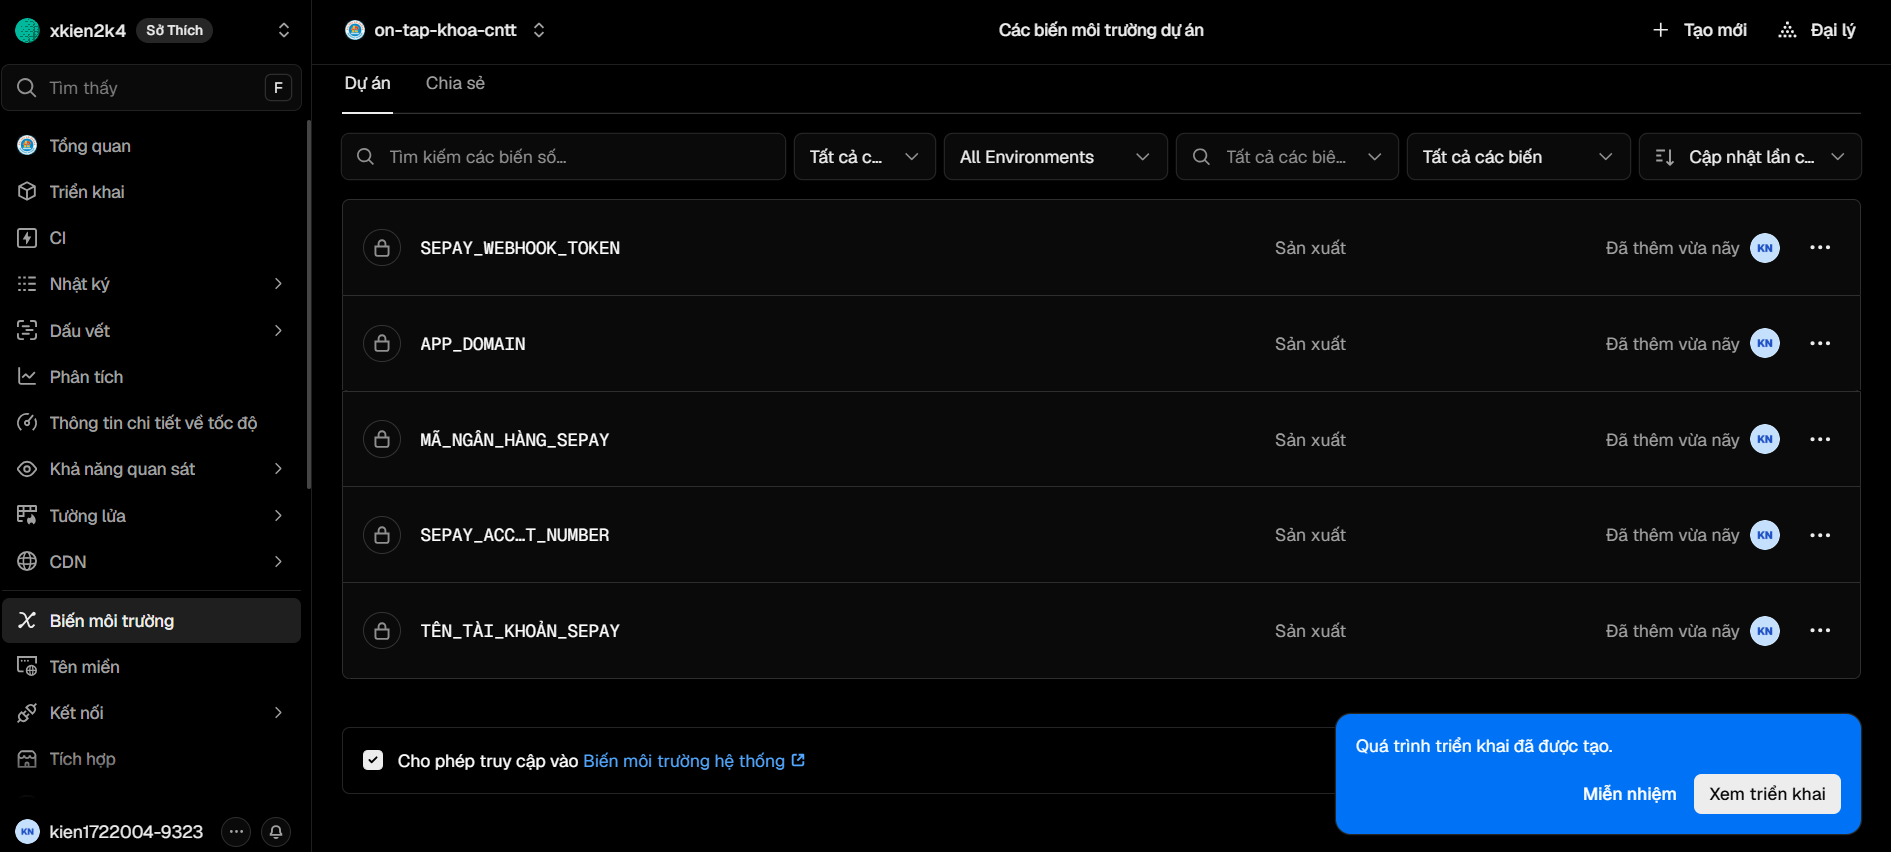 xkien2k4 Sở Thích
on-tap-khoa-cntt
Các biến môi trường dự án
Tạo mới
Đại lý
Tìm thấy F
Tổng quan
Triển khai
CI
Nhật ký
Dấu vết
Phân tích
Thông tin chi tiết về tốc độ
Khả năng quan sát
Tường lửa
CDN
Biến môi trường
Tên miền
Kết nối
Tích hợp
KN kien1722004-9323
Dự án Chia sẻ
Tìm kiếm các biến số...
Tất cả c...
All Environments
Tất cả các biê...
Tất cả các biến
Cập nhật lần c...
SEPAY_WEBHOOK_TOKEN Sản xuất Đã thêm vừa nãy KN
APP_DOMAIN Sản xuất Đã thêm vừa nãy KN
MÃ_NGÂN_HÀNG_SEPAY Sản xuất Đã thêm vừa nãy KN
SEPAY_ACC…T_NUMBER Sản xuất Đã thêm vừa nãy KN
TÊN_TÀI_KHOẢN_SEPAY Sản xuất Đã thêm vừa nãy KN
Cho phép truy cập vào Biến môi trường hệ thống
Quá trình triển khai đã được tạo.
Miễn nhiệm Xem triển khai